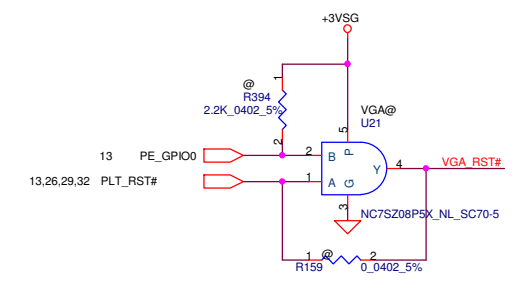 +3VSG
1
@
R394
2.2K_0402_5%
2
VGA@
U21
5
P
13 PE_GPIO0
2
B
Y
4
VGA_RST#
13,26,29,32 PLT_RST#
1
A
G
3
NC7SZ08P5X_NL_SC70-5
1
@
2
R159
0_0402_5%